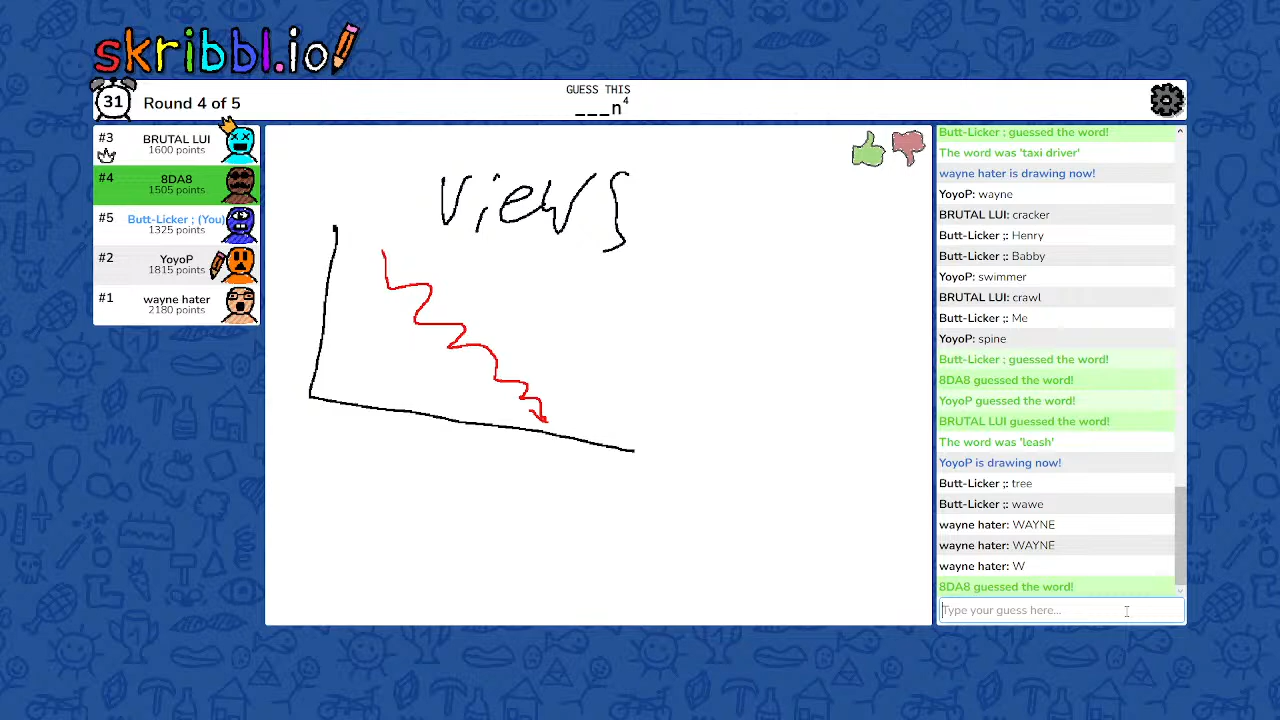 skribbl.io
31
Round 4 of 5
GUESS THIS
___n4
#3
BRUTAL LUI
1600 points
#4
8DA8
1505 points
#5
Butt-Licker ; (You)
1325 points
#2
YoyoP
1815 points
#1
wayne hater
2180 points
views
Butt-Licker ; guessed the word!
The word was 'taxi driver'
wayne hater is drawing now!
YoyoP: wayne
BRUTAL LUI: cracker
Butt-Licker ;: Henry
Butt-Licker ;: Babby
YoyoP: swimmer
BRUTAL LUI: crawl
Butt-Licker ;: Me
YoyoP: spine
Butt-Licker ; guessed the word!
8DA8 guessed the word!
YoyoP guessed the word!
BRUTAL LUI guessed the word!
The word was 'leash'
YoyoP is drawing now!
Butt-Licker ;: tree
Butt-Licker ;: wawe
wayne hater: WAYNE
wayne hater: WAYNE
wayne hater: W
8DA8 guessed the word!
Type your guess here...